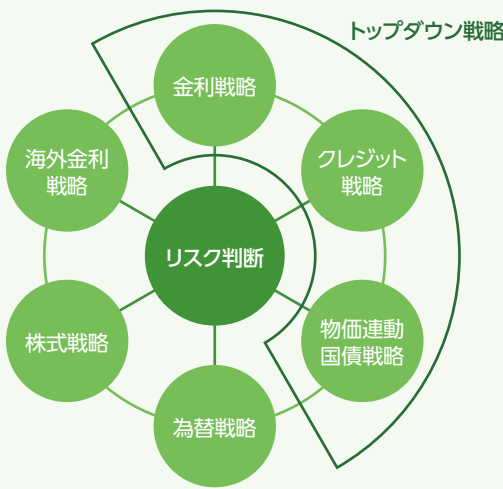 トップダウン戦略
金利戦略
海外金利
戦略
クレジット
戦略
リスク判断
株式戦略
物価連動
国債戦略
為替戦略